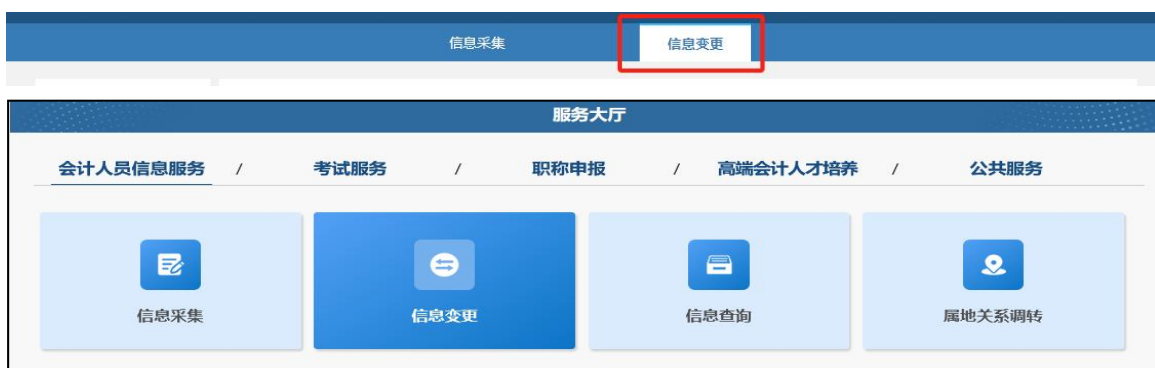 信息采集 信息变更
服务大厅
会计人员信息服务 / 考试服务 / 职称申报 / 高端会计人才培养 / 公共服务
信息采集 信息变更 信息查询 属地关系调转